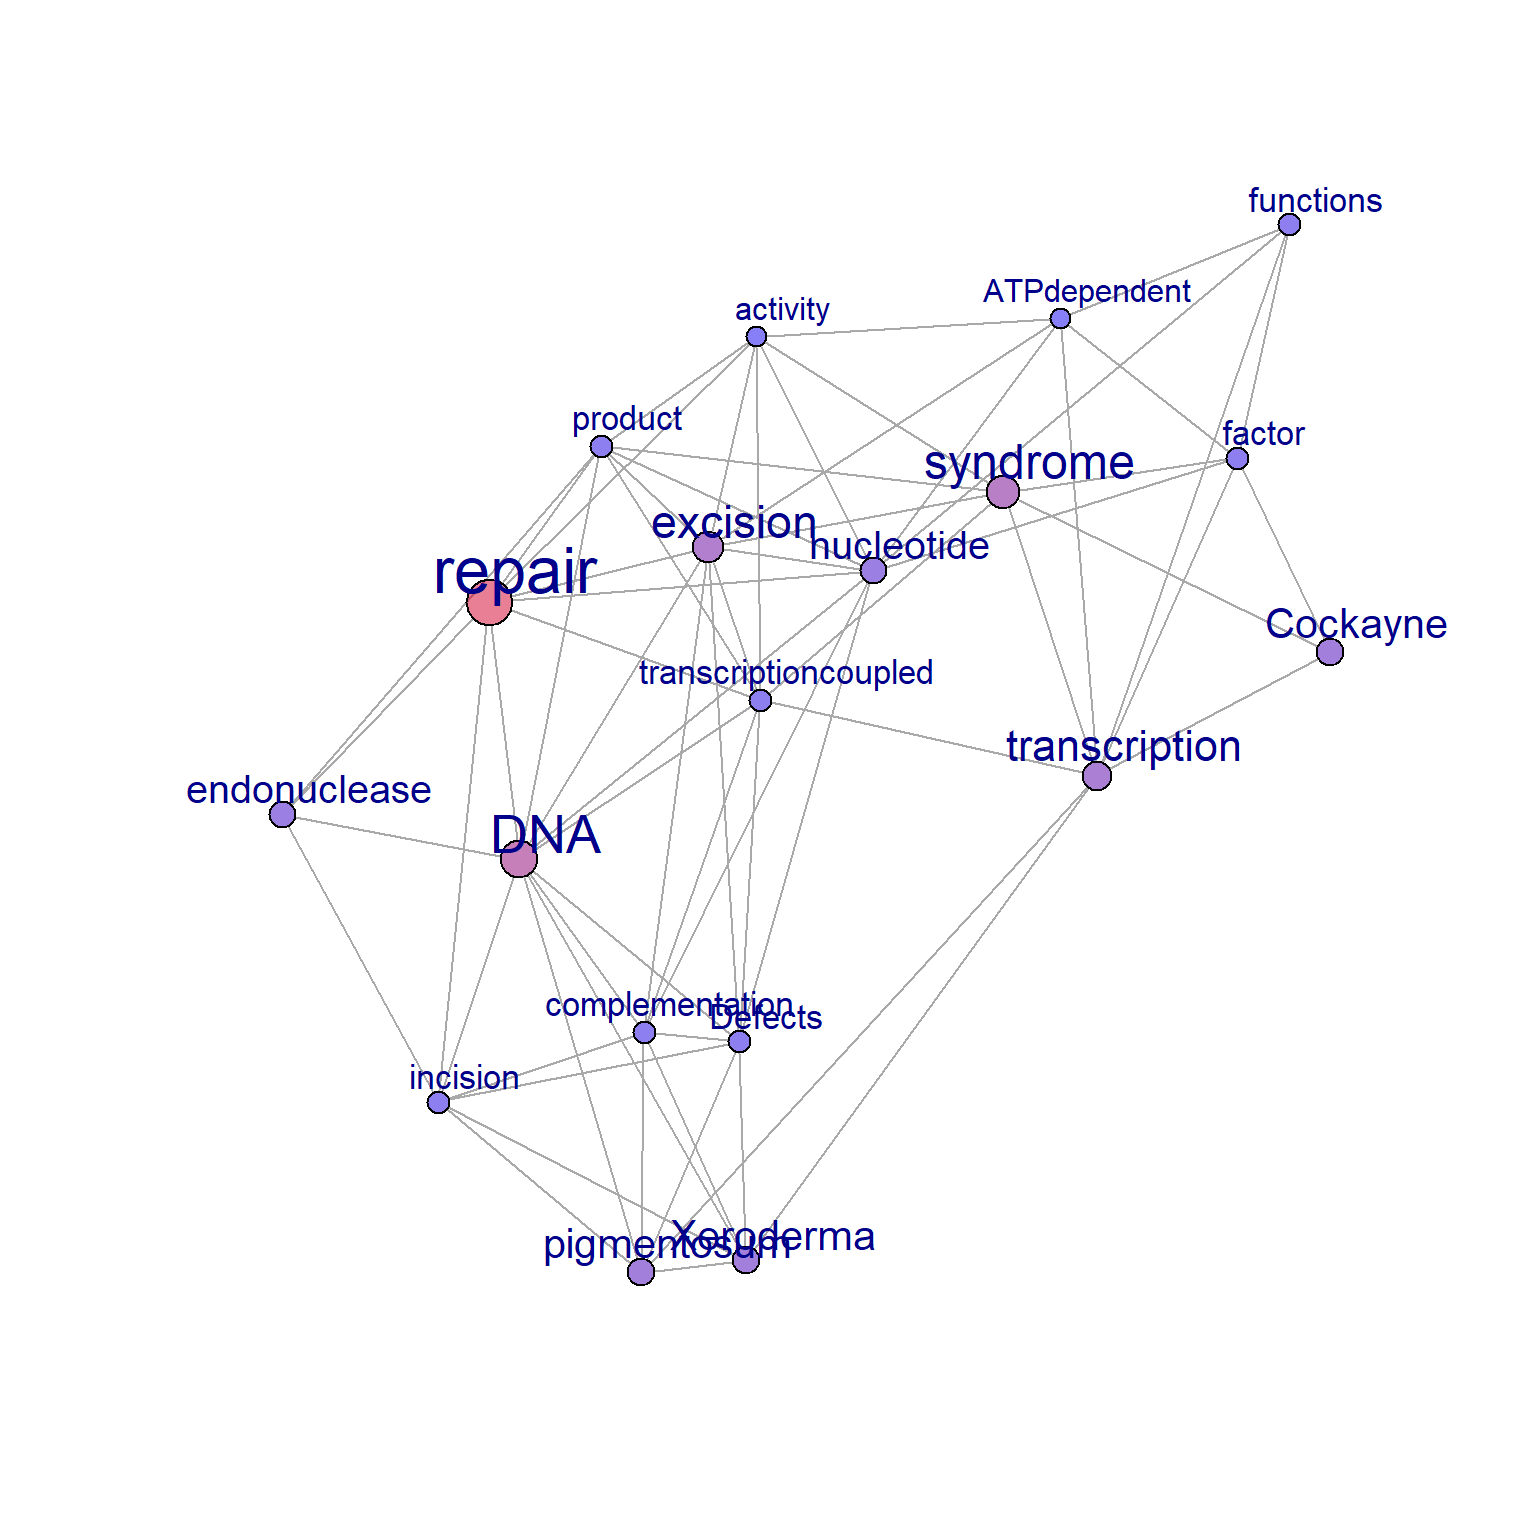 functions
ATPdependent
activity
product
factor
syndrome
excision
nucleotide
repair
Cockayne
transcriptioncoupled
transcription
endonuclease
DNA
complementation
Defects
incision
Xeroderma
pigmentosum